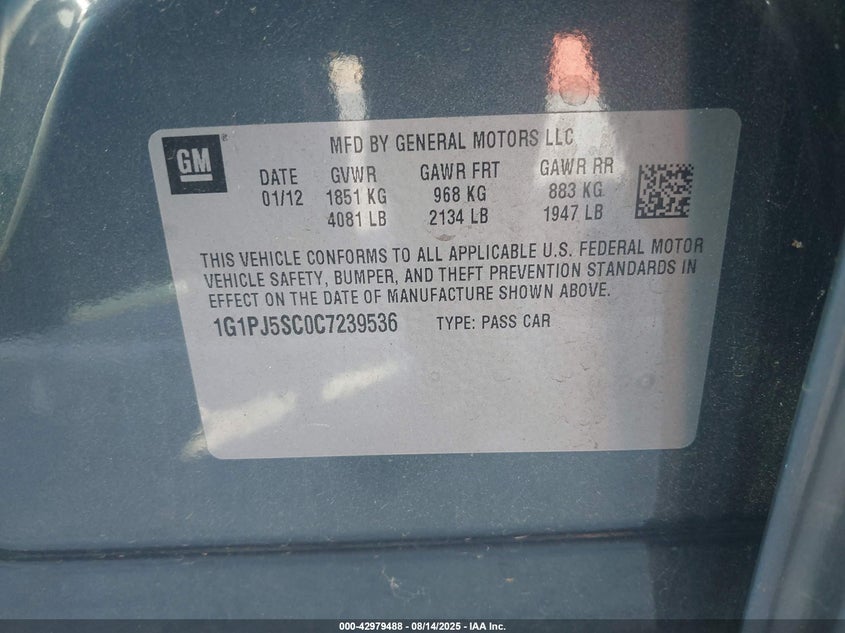 GM
MFD BY GENERAL MOTORS LLC
DATE GVWR GAWR FRT GAWR RR
01/12 1851 KG 968 KG 883 KG
4081 LB 2134 LB 1947 LB
THIS VEHICLE CONFORMS TO ALL APPLICABLE U.S. FEDERAL MOTOR
VEHICLE SAFETY, BUMPER, AND THEFT PREVENTION STANDARDS IN
EFFECT ON THE DATE OF MANUFACTURE SHOWN ABOVE.
1G1PJ5SC0C7239536 TYPE: PASS CAR
000-42979488 - 08/14/2025 - IAA Inc.